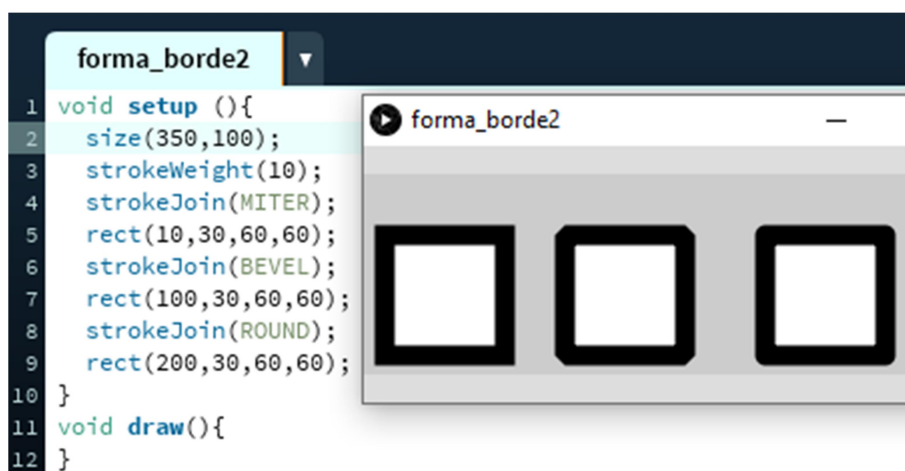 forma_borde2 ▼
1 void setup (){
2 size(350,100);
3 strokeWeight(10);
4 strokeJoin(MITER);
5 rect(10,30,60,60);
6 strokeJoin(BEVEL);
7 rect(100,30,60,60);
8 strokeJoin(ROUND);
9 rect(200,30,60,60);
10 }
11 void draw(){
12 }
forma_borde2